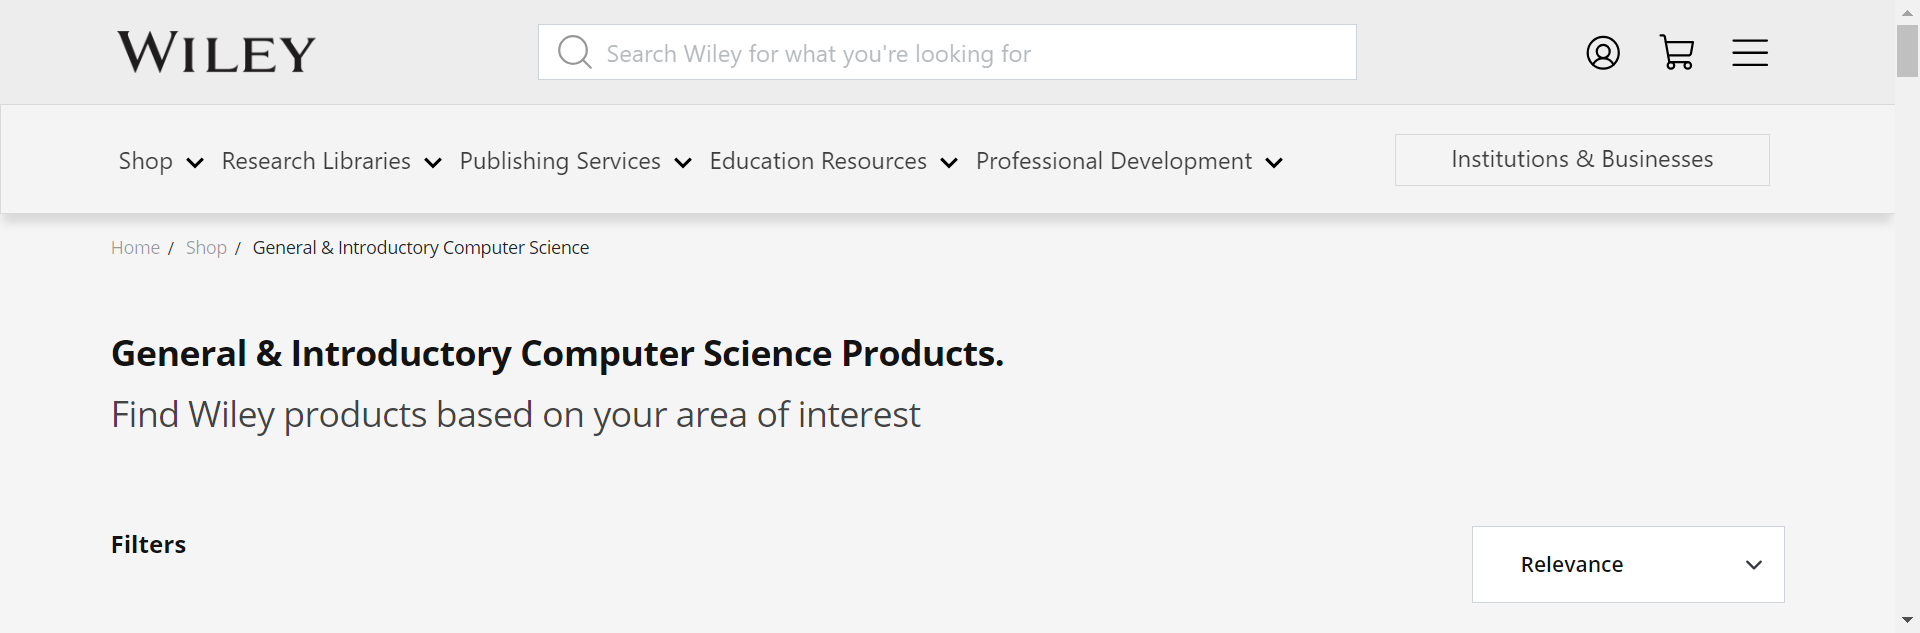 WILEY
Search Wiley for what you're looking for
Shop Research Libraries Publishing Services Education Resources Professional Development Institutions & Businesses
Home / Shop / General & Introductory Computer Science
General & Introductory Computer Science Products.
Find Wiley products based on your area of interest
Filters
Relevance